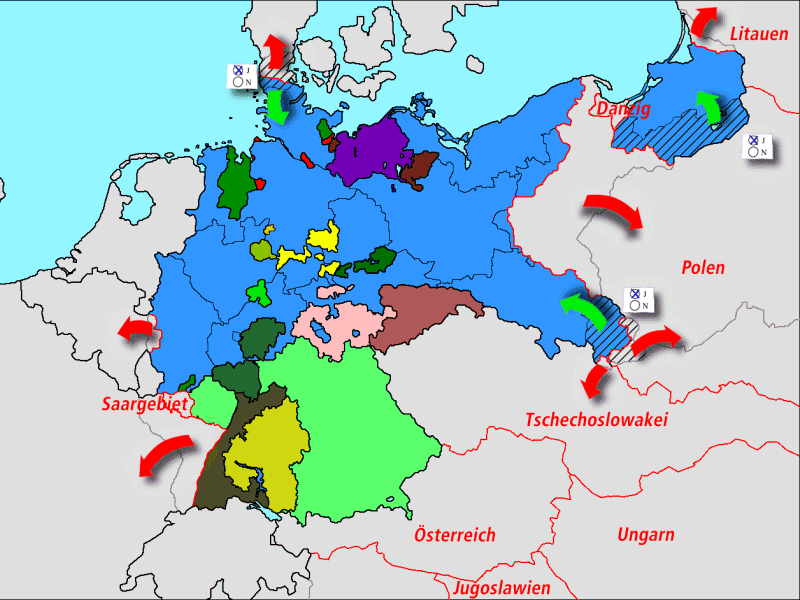 Litauen
J
N
Danzig
J
N
Polen
J
N
Saargebiet
Tschechoslowakei
Österreich
Ungarn
Jugoslawien